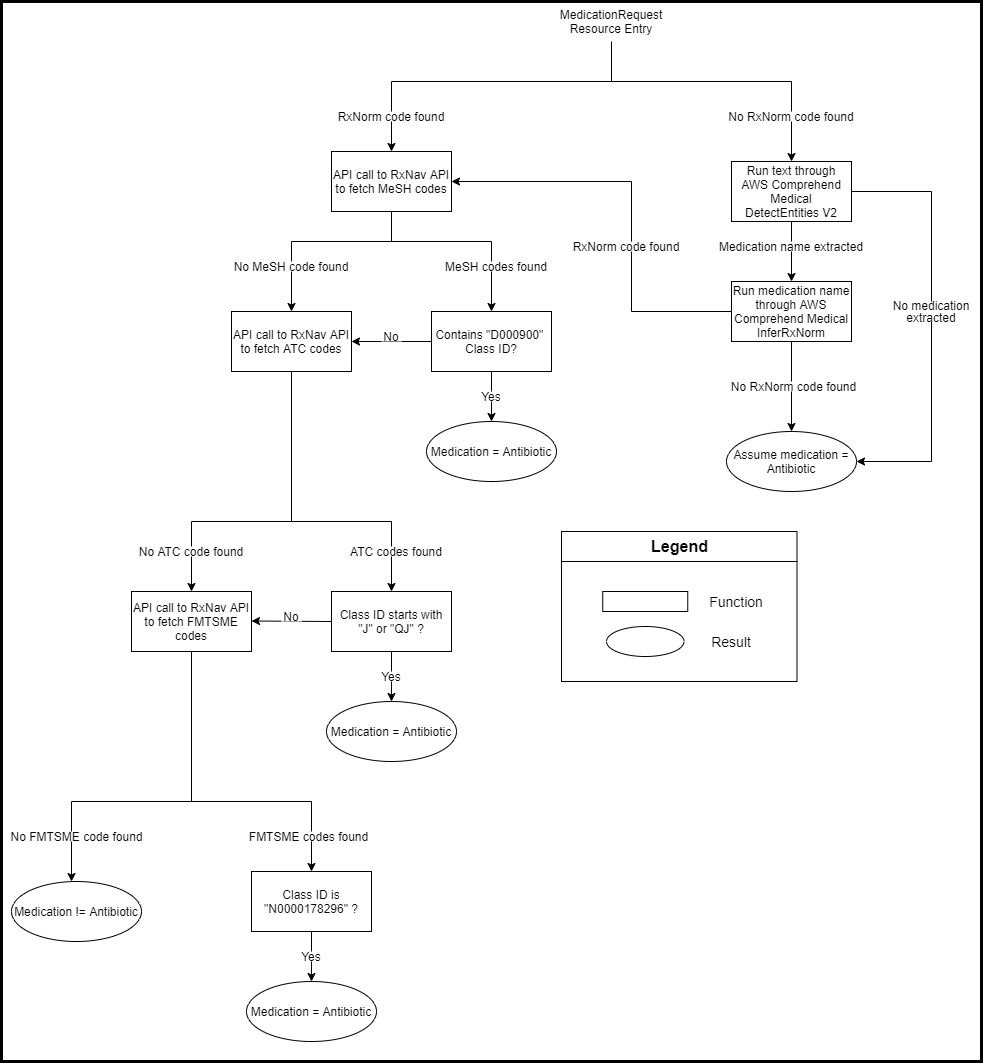 MedicationRequest
Resource Entry
RxNorm code found
No RxNorm code found
API call to RxNav API
to fetch MeSH codes
Run text through
AWS Comprehend
Medical
DetectEntities V2
RxNorm code found
Medication name extracted
No MeSH code found
MeSH codes found
Run medication name
through AWS
Comprehend Medical
InferRxNorm
No medication
extracted
API call to RxNav API
to fetch ATC codes
No
Contains "D000900"
Class ID?
Yes
No RxNorm code found
Medication = Antibiotic
Assume medication =
Antibiotic
No ATC code found
ATC codes found
Legend
Function
Result
API call to RxNav API
to fetch FMTSME
codes
No
Class ID starts with
"J" or "QJ" ?
Yes
Medication = Antibiotic
No FMTSME code found
FMTSME codes found
Medication != Antibiotic
Class ID is
"N0000178296" ?
Yes
Medication = Antibiotic